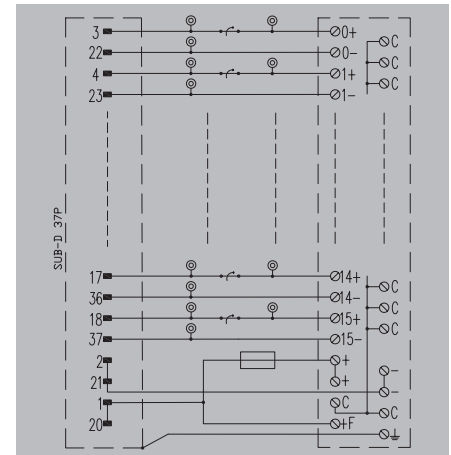 3 0+ C
22 0- C
4 1+ C
23 1-
SUB-D 37P
17 14+ C
36 14- C
18 15+ C
37 15-
2 + -
21 + -
1 C C
20 +F